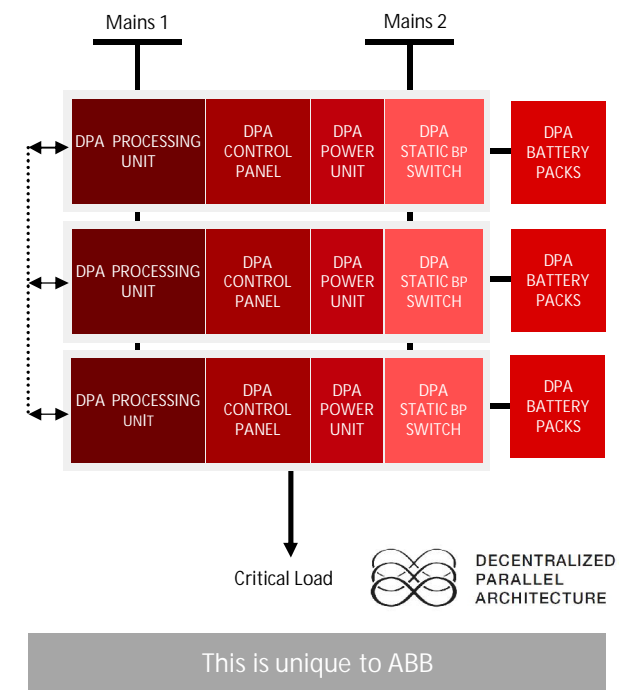 Mains 1
Mains 2
DPA PROCESSING
UNIT
DPA
CONTROL
PANEL
DPA
POWER
UNIT
DPA
STATIC BP
SWITCH
DPA
BATTERY
PACKS
DPA PROCESSING
UNIT
DPA
CONTROL
PANEL
DPA
POWER
UNIT
DPA
STATIC BP
SWITCH
DPA
BATTERY
PACKS
DPA PROCESSING
UNIT
DPA
CONTROL
PANEL
DPA
POWER
UNIT
DPA
STATIC BP
SWITCH
DPA
BATTERY
PACKS
Critical Load
DECENTRALIZED
PARALLEL
ARCHITECTURE
This is unique to ABB